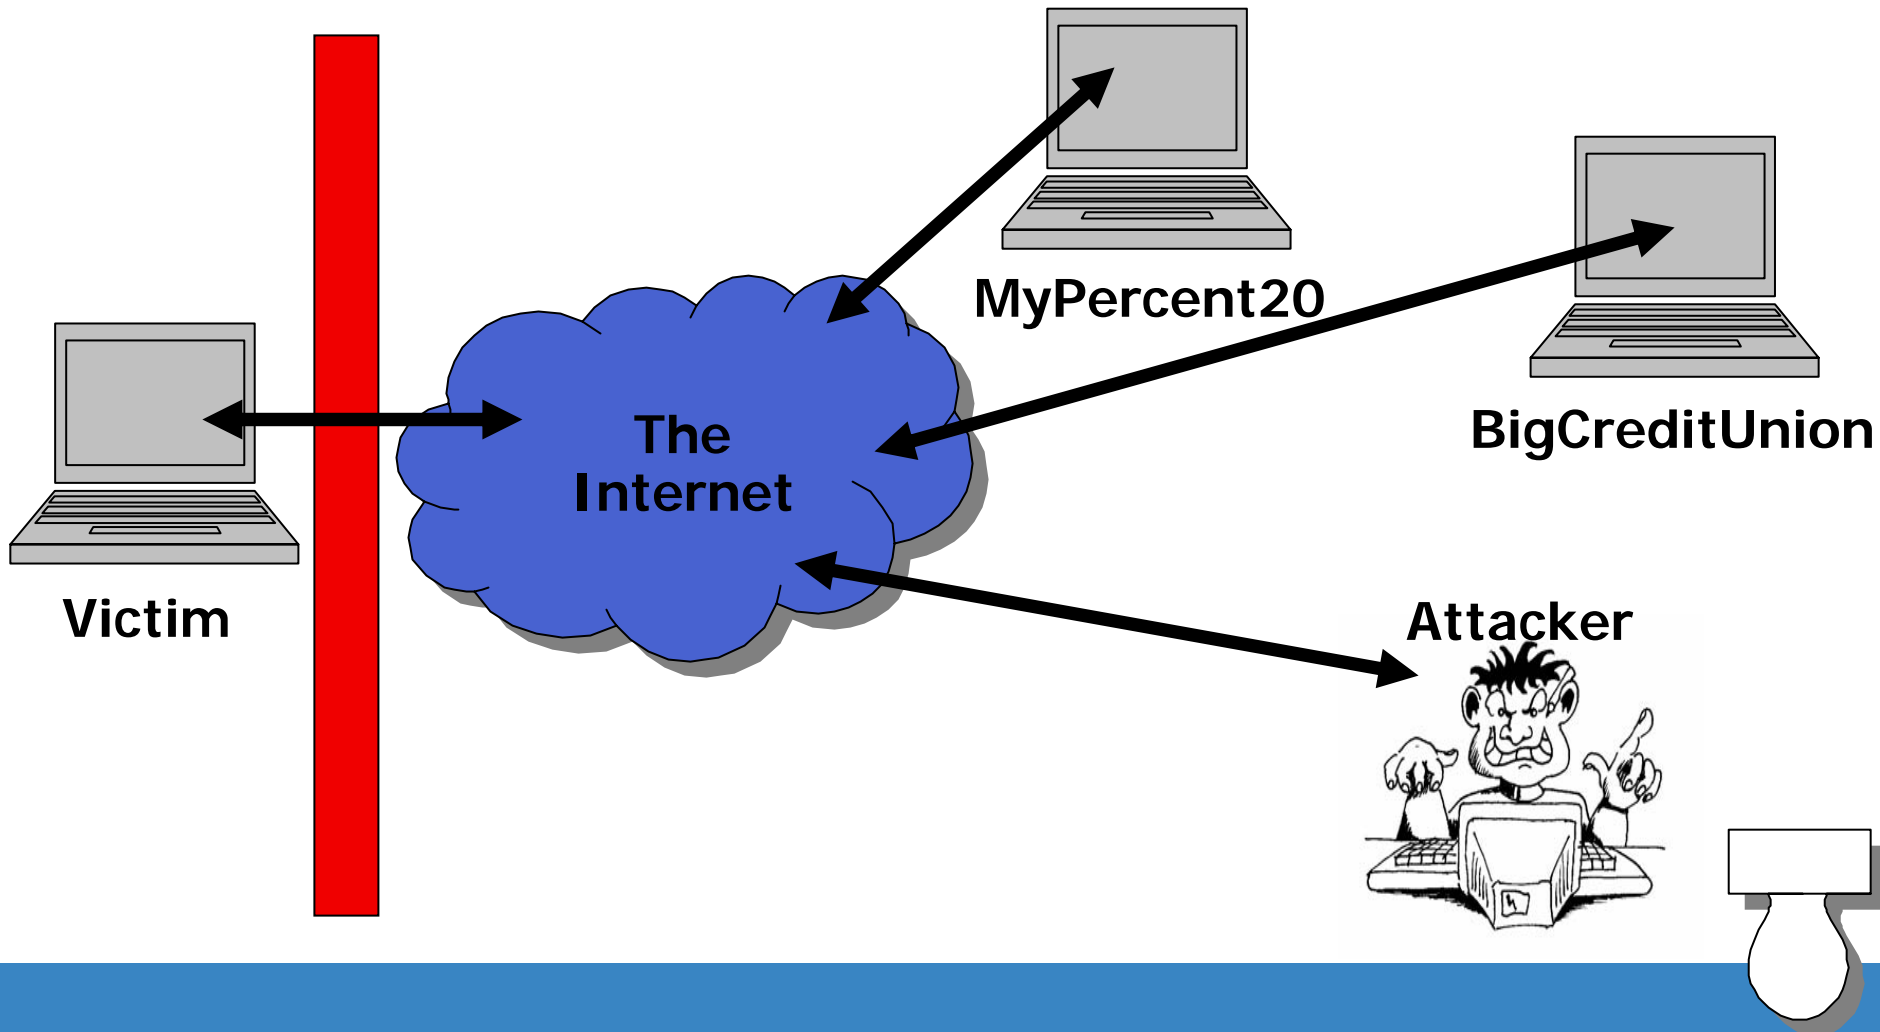 MyPercent20
BigCreditUnion
The
Internet
Victim
Attacker